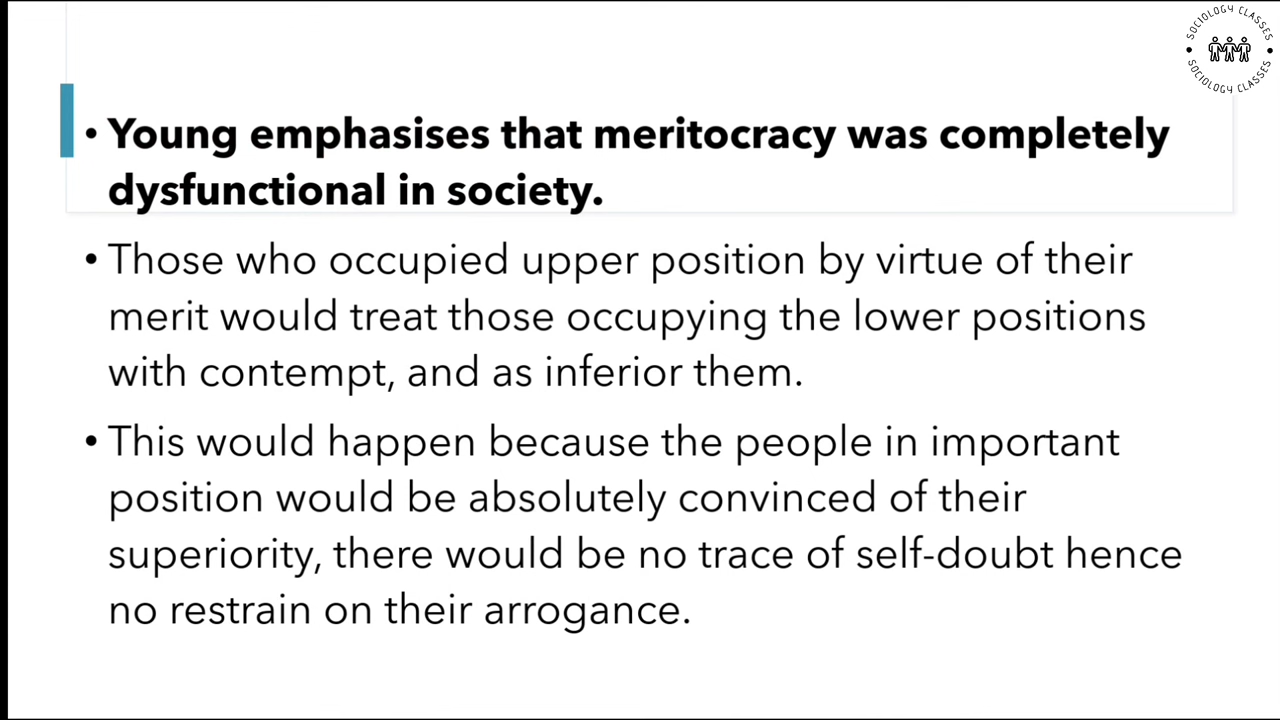 SOCIOLOGY CLASSES
SOCIOLOGY CLASSES
• Young emphasises that meritocracy was completely
dysfunctional in society.
• Those who occupied upper position by virtue of their
merit would treat those occupying the lower positions
with contempt, and as inferior them.
• This would happen because the people in important
position would be absolutely convinced of their
superiority, there would be no trace of self-doubt hence
no restrain on their arrogance.